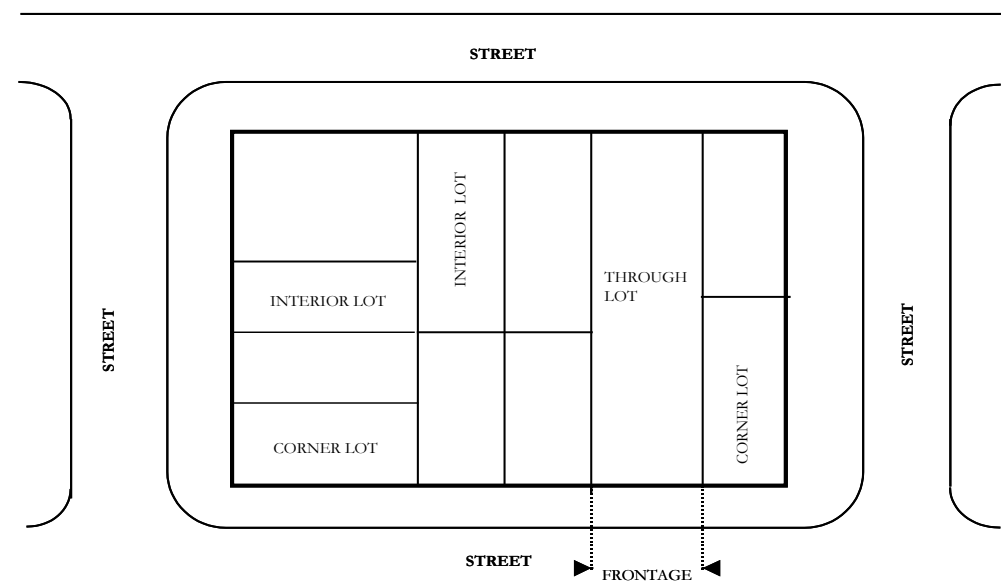 STREET
INTERIOR LOT
THROUGH
LOT
INTERIOR LOT
STREET
STREET
CORNER LOT
CORNER LOT
STREET
FRONTAGE